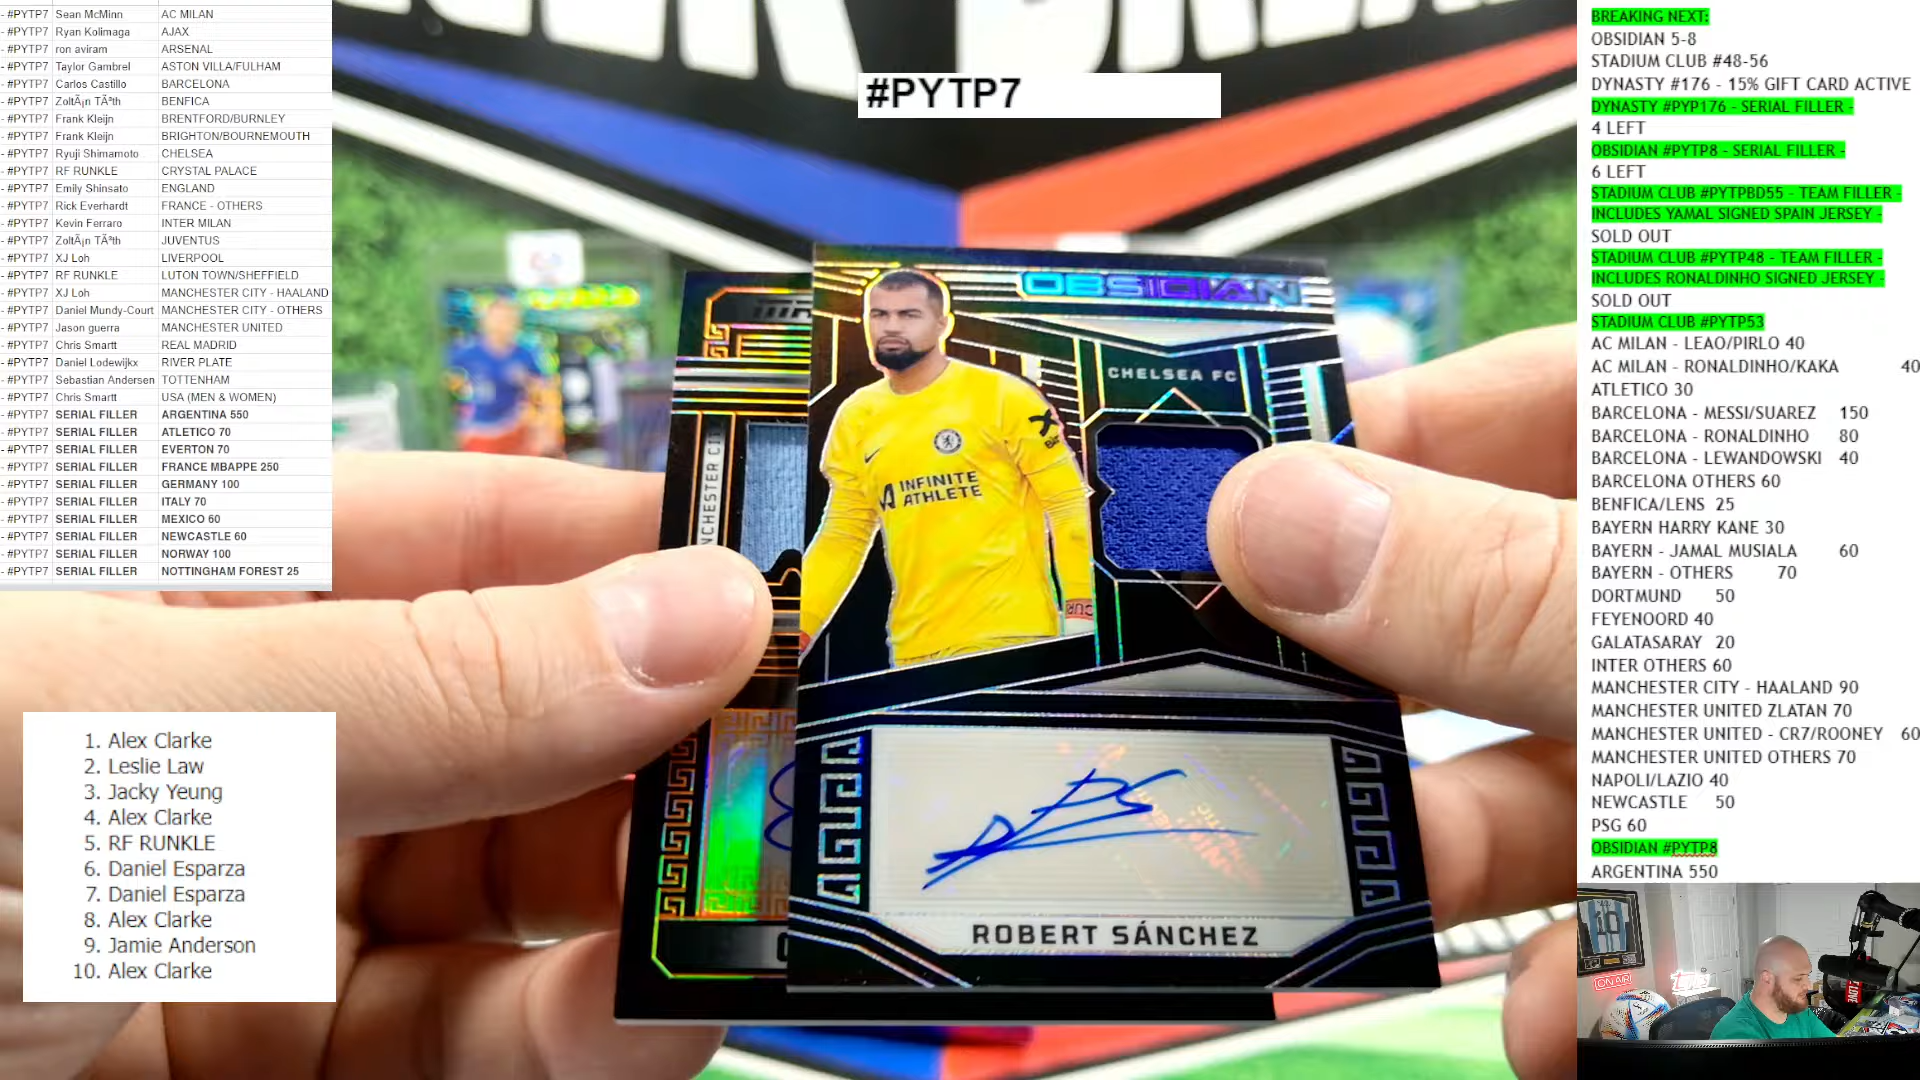 - #PYTP7 Sean McMinn AC MILAN
- #PYTP7 Ryan Kolimaga AJAX
- #PYTP7 ron aviram ARSENAL
- #PYTP7 Taylor Gambrel ASTON VILLA/FULHAM
- #PYTP7 Carlos Castillo BARCELONA
- #PYTP7 ZoltÃ¡n TÃªth BENFICA
- #PYTP7 Frank Kleijn BRENTFORD/BURNLEY
- #PYTP7 Frank Kleijn BRIGHTON/BOURNEMOUTH
- #PYTP7 Ryuji Shimamoto CHELSEA
- #PYTP7 RF RUNKLE CRYSTAL PALACE
- #PYTP7 Emily Shinsato ENGLAND
- #PYTP7 Rick Everhardt FRANCE - OTHERS
- #PYTP7 Kevin Ferraro INTER MILAN
- #PYTP7 ZoltÃ¡n TÃªth JUVENTUS
- #PYTP7 XJ Loh LIVERPOOL
- #PYTP7 RF RUNKLE LUTON TOWN/SHEFFIELD
- #PYTP7 XJ Loh MANCHESTER CITY - HAALAND
- #PYTP7 Daniel Mundy-Court MANCHESTER CITY - OTHERS
- #PYTP7 Jason guerra MANCHESTER UNITED
- #PYTP7 Chris Smartt REAL MADRID
- #PYTP7 Daniel Lodewijkx RIVER PLATE
- #PYTP7 Sebastian Andersen TOTTENHAM
- #PYTP7 Chris Smartt USA (MEN & WOMEN)
- #PYTP7 SERIAL FILLER ARGENTINA 550
- #PYTP7 SERIAL FILLER ATLETICO 70
- #PYTP7 SERIAL FILLER EVERTON 70
- #PYTP7 SERIAL FILLER FRANCE MBAPPE 250
- #PYTP7 SERIAL FILLER GERMANY 100
- #PYTP7 SERIAL FILLER ITALY 70
- #PYTP7 SERIAL FILLER MEXICO 60
- #PYTP7 SERIAL FILLER NEWCASTLE 60
- #PYTP7 SERIAL FILLER NORWAY 100
- #PYTP7 SERIAL FILLER NOTTINGHAM FOREST 25
1. Alex Clarke
2. Leslie Law
3. Jacky Yeung
4. Alex Clarke
5. RF RUNKLE
6. Daniel Esparza
7. Daniel Esparza
8. Alex Clarke
9. Jamie Anderson
10. Alex Clarke
#PYTP7
OBSIDIAN
CHELSEA FC
INFINITE
ATHLETE
ROBERT SÁNCHEZ
BREAKING NEXT:
OBSIDIAN 5-8
STADIUM CLUB #48-56
DYNASTY #176 - 15% GIFT CARD ACTIVE
DYNASTY #PYP176 - SERIAL FILLER -
4 LEFT
OBSIDIAN #PYTP8 - SERIAL FILLER -
6 LEFT
STADIUM CLUB #PYTPBD55 - TEAM FILLER -
INCLUDES YAMAL SIGNED SPAIN JERSEY -
SOLD OUT
STADIUM CLUB #PYTP48 - TEAM FILLER -
INCLUDES RONALDINHO SIGNED JERSEY -
SOLD OUT
STADIUM CLUB #PYTP53
AC MILAN - LEAO/PIRLO 40
AC MILAN - RONALDINHO/KAKA 40
ATLETICO 30
BARCELONA - MESSI/SUAREZ 150
BARCELONA - RONALDINHO 80
BARCELONA - LEWANDOWSKI 40
BARCELONA OTHERS 60
BENFICA/LENS 25
BAYERN HARRY KANE 30
BAYERN - JAMAL MUSIALA 60
BAYERN - OTHERS 70
DORTMUND 50
FEYENOORD 40
GALATASARAY 20
INTER OTHERS 60
MANCHESTER CITY - HAALAND 90
MANCHESTER UNITED ZLATAN 70
MANCHESTER UNITED - CR7/ROONEY 60
MANCHESTER UNITED OTHERS 70
NAPOLI/LAZIO 40
NEWCASTLE 50
PSG 60
OBSIDIAN #PYTP8
ARGENTINA 550
10
ON AIR